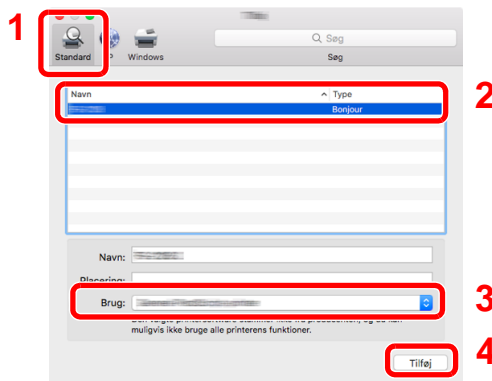 1
Søg
Standard
P
Windows
Søg
2
Navn
Type
Bonjour
Navn:
Placering:
3
Brug:
muligvis ikke bruge alle printerens funktioner.
4
Tilføj